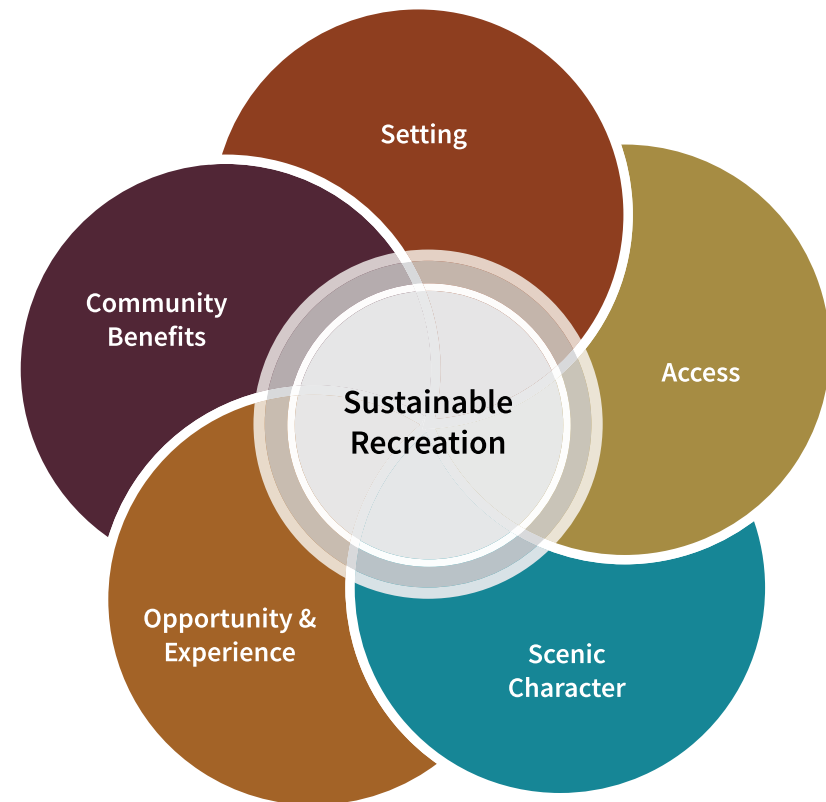 Setting
Community
Benefits
Access
Sustainable
Recreation
Opportunity &
Experience
Scenic
Character